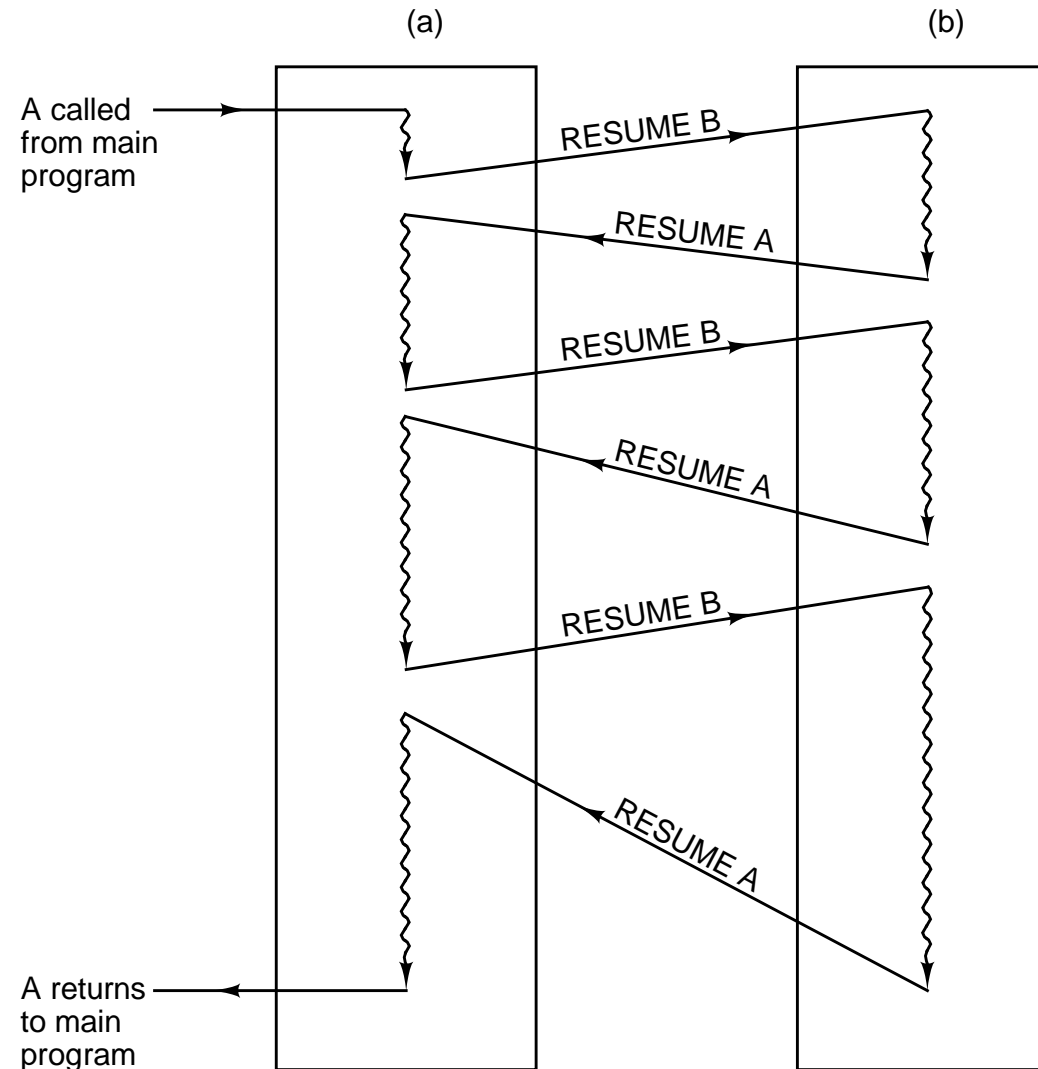 (a)
(b)
A called
from main
program
RESUME B
RESUME A
RESUME B
RESUME A
RESUME B
RESUME A
A returns
to main
program